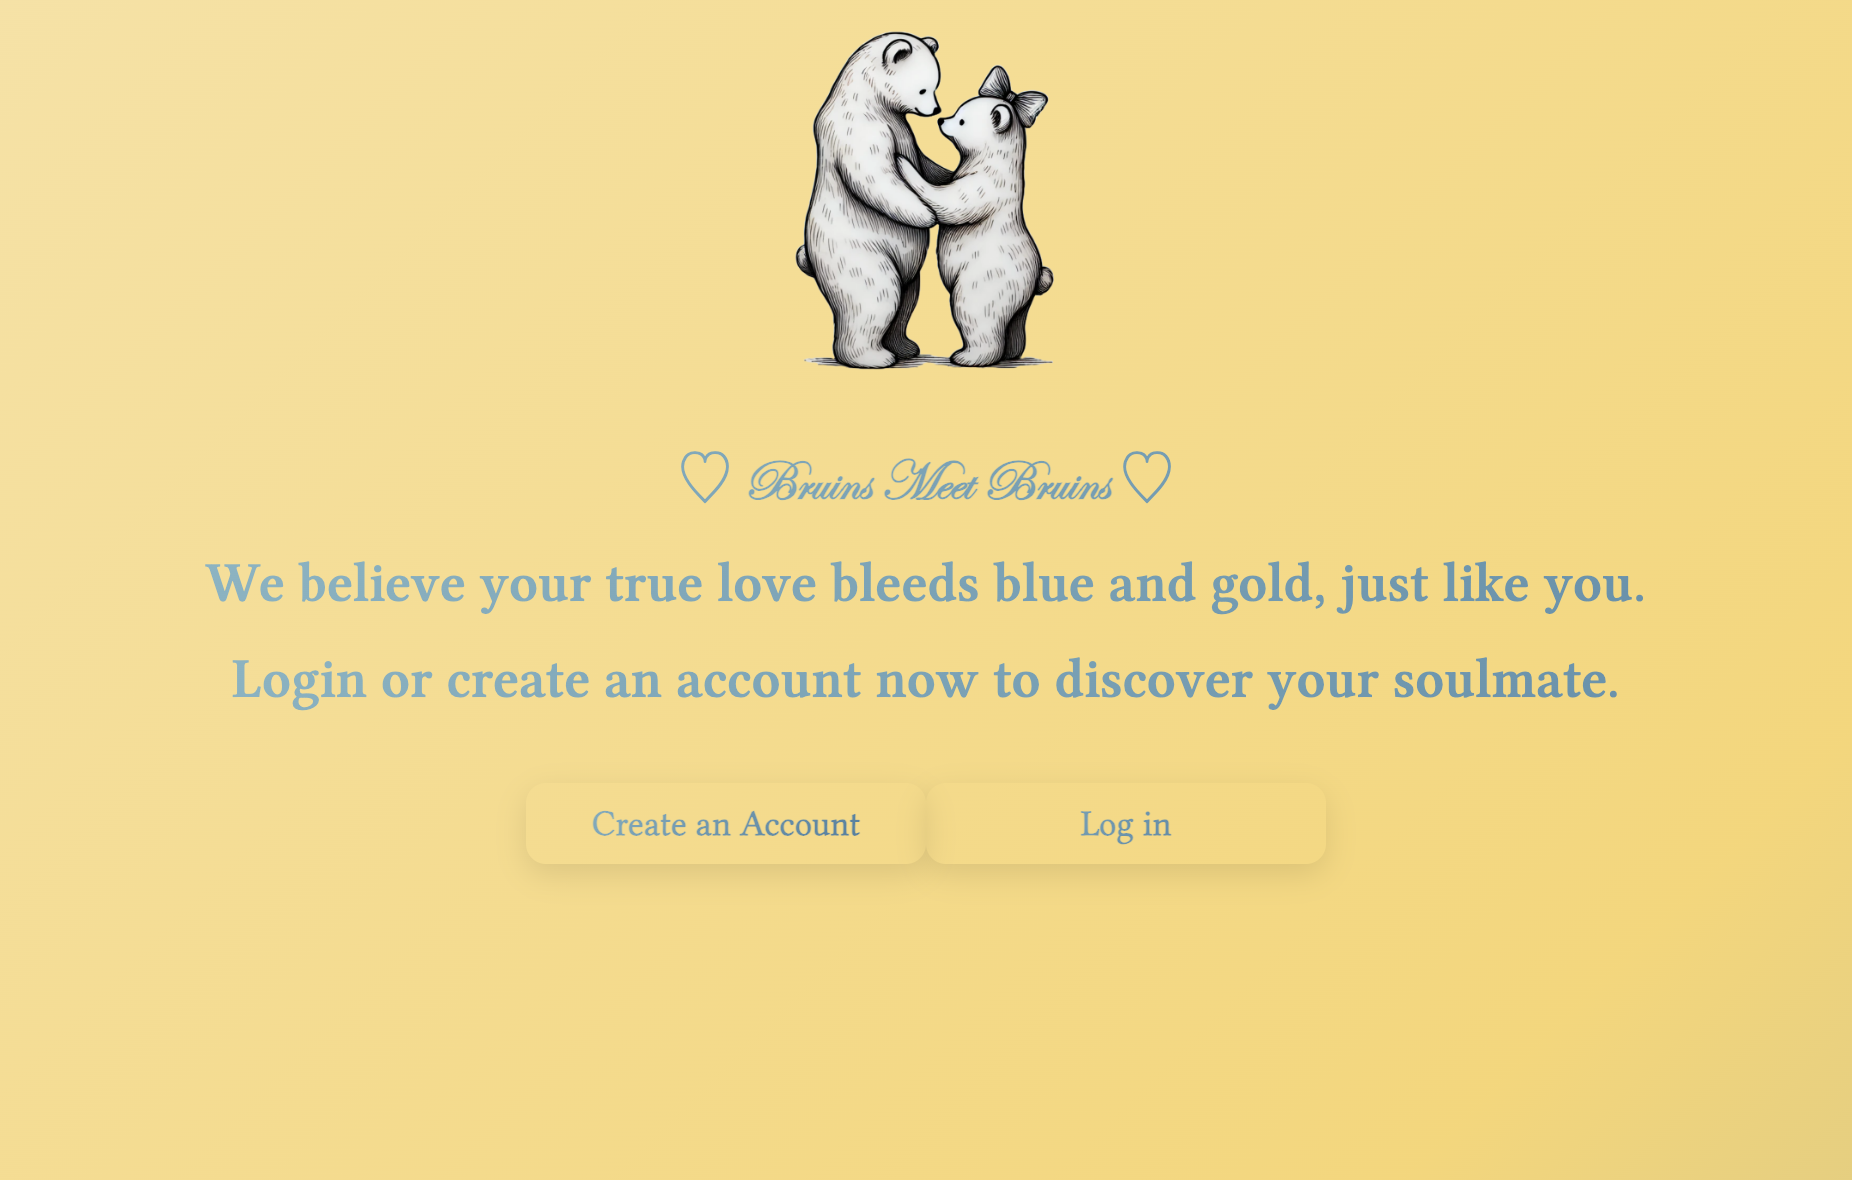 ♡ Bruins Meet Bruins ♡
We believe your true love bleeds blue and gold, just like you.
Login or create an account now to discover your soulmate.
Create an Account
Log in